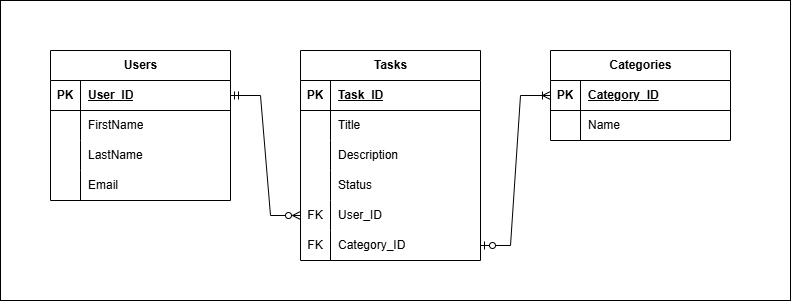 Users
PK User_ID
FirstName
LastName
Email
Tasks
PK Task_ID
Title
Description
Status
FK User_ID
FK Category_ID
Categories
PK Category_ID
Name